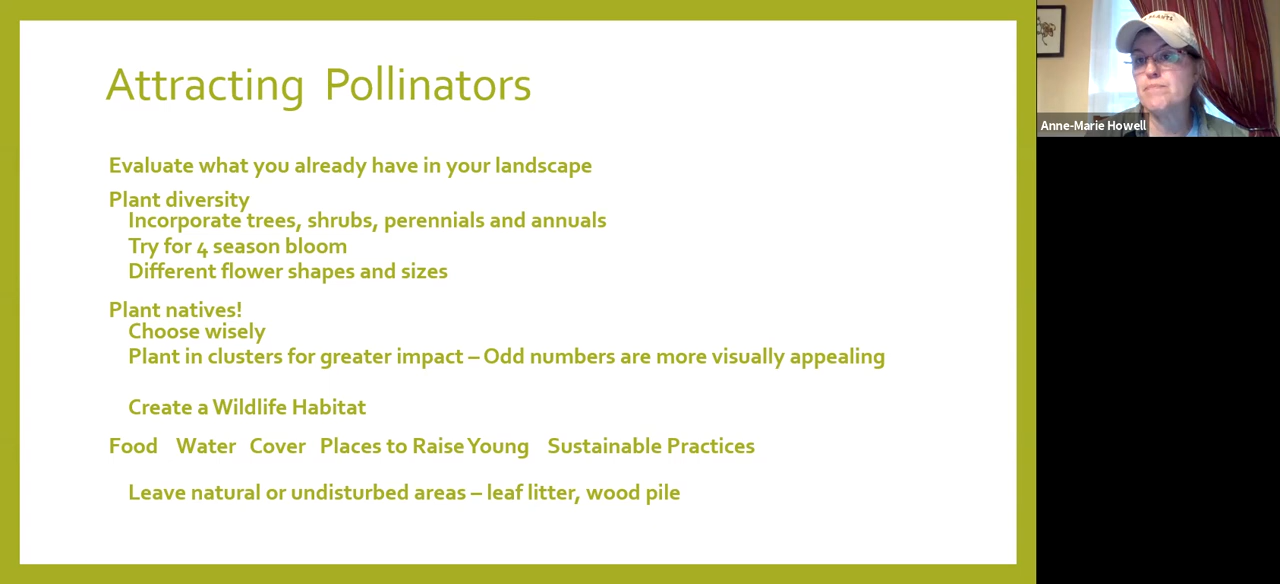 Attracting Pollinators
Evaluate what you already have in your landscape
Plant diversity
Incorporate trees, shrubs, perennials and annuals
Try for 4 season bloom
Different flower shapes and sizes
Plant natives!
Choose wisely
Plant in clusters for greater impact – Odd numbers are more visually appealing
Create a Wildlife Habitat
Food Water Cover Places to Raise Young Sustainable Practices
Leave natural or undisturbed areas – leaf litter, wood pile
PLANTS
Anne-Marie Howell